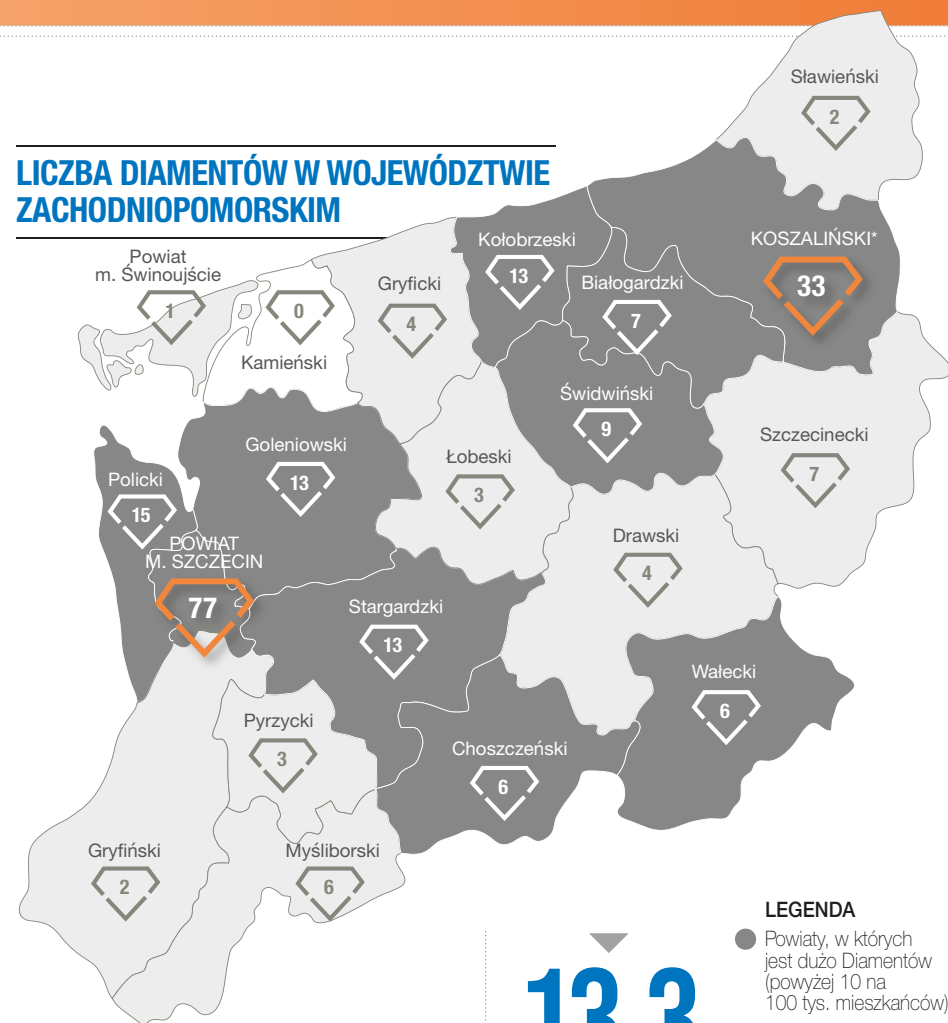 LICZBA DIAMENTÓW W WOJEWÓDZTWIE
ZACHODNIOPOMORSKIM
Sławieński
2
KOSZALIŃSKI*
33
Kołobrzeski
13
Białogardzki
7
Powiat
m. Świnoujście
1
0
Kamieński
Gryficki
4
Świdwiński
9
Szczecinecki
7
Goleniowski
13
Łobeski
3
Policki
15
POWIAT
M. SZCZECIN
77
Drawski
4
Stargardzki
13
Wałecki
6
Pyrzycki
3
Choszczeński
6
Gryfiński
2
Myśliborski
6
13,3
LEGENDA
Powiaty, w których
jest dużo Diamentów
(powyżej 10 na
100 tys. mieszkańców)